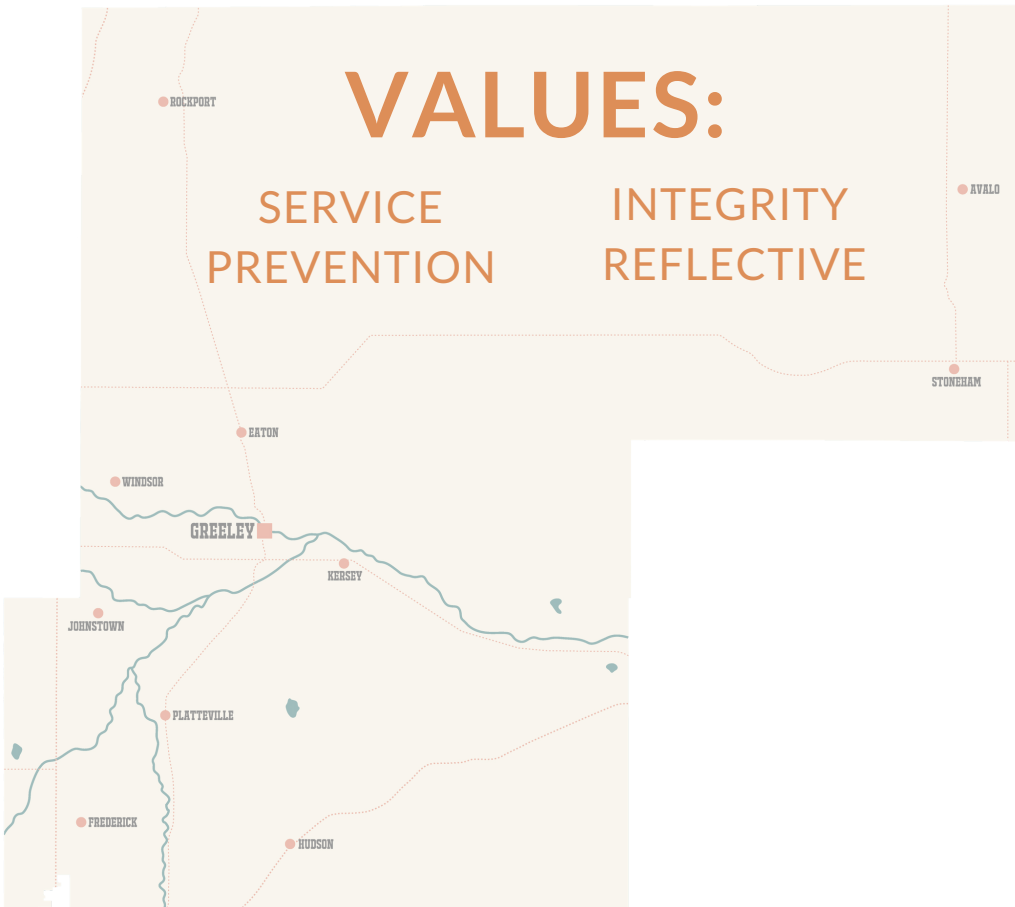 VALUES:
SERVICE
PREVENTION
INTEGRITY
REFLECTIVE
ROCKPORT
AVALO
STONEHAM
EATON
WINDSOR
GREELEY
KERSEY
JOHNSTOWN
PLATTEVILLE
FREDERICK
HUDSON